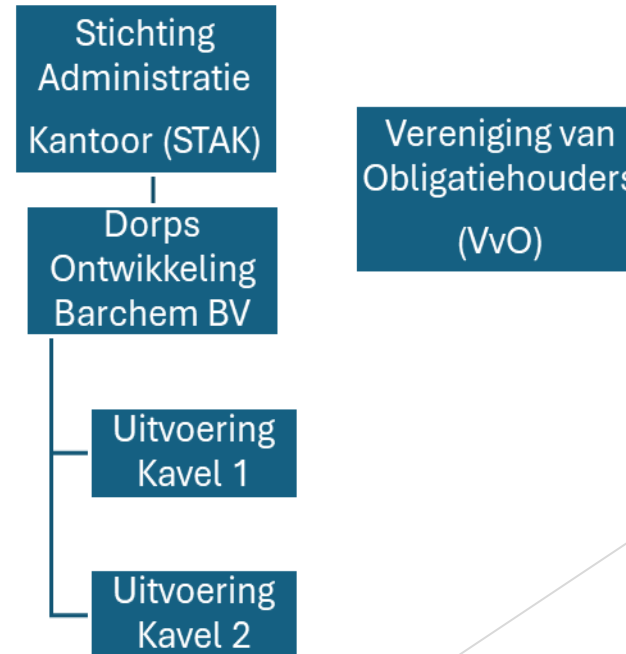 Stichting
Administratie
Kantoor (STAK)
Vereniging van
Obligatiehouders
(VvO)
Dorps
Ontwikkeling
Barchem BV
Uitvoering
Kavel 1
Uitvoering
Kavel 2